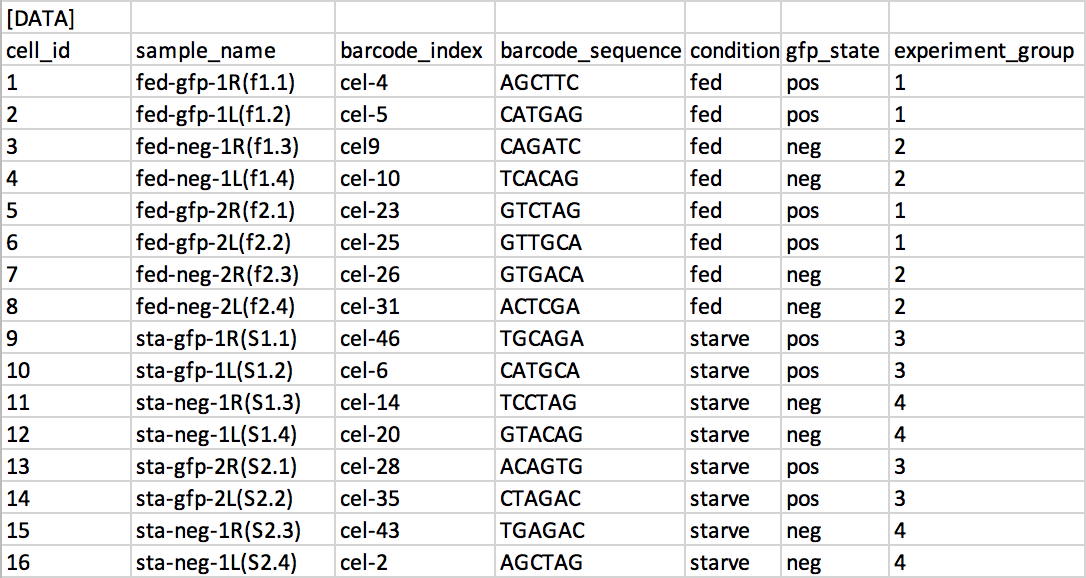 [DATA]
cell_id sample_name barcode_index barcode_sequence condition gfp_state experiment_group
1 fed-gfp-1R(f1.1) cel-4 AGCTTC fed pos 1
2 fed-gfp-1L(f1.2) cel-5 CATGAG fed pos 1
3 fed-neg-1R(f1.3) cel9 CAGATC fed neg 2
4 fed-neg-1L(f1.4) cel-10 TCACAG fed neg 2
5 fed-gfp-2R(f2.1) cel-23 GTCTAG fed pos 1
6 fed-gfp-2L(f2.2) cel-25 GTTGCA fed pos 1
7 fed-neg-2R(f2.3) cel-26 GTGACA fed neg 2
8 fed-neg-2L(f2.4) cel-31 ACTCGA fed neg 2
9 sta-gfp-1R(S1.1) cel-46 TGCAGA starve pos 3
10 sta-gfp-1L(S1.2) cel-6 CATGCA starve pos 3
11 sta-neg-1R(S1.3) cel-14 TCCTAG starve neg 4
12 sta-neg-1L(S1.4) cel-20 GTACAG starve neg 4
13 sta-gfp-2R(S2.1) cel-28 ACAGTG starve pos 3
14 sta-gfp-2L(S2.2) cel-35 CTAGAC starve pos 3
15 sta-neg-1R(S2.3) cel-43 TGAGAC starve neg 4
16 sta-neg-1L(S2.4) cel-2 AGCTAG starve neg 4